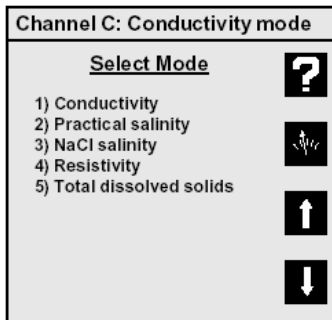 Channel C: Conductivity mode
Select Mode
1) Conductivity
2) Practical salinity
3) NaCl salinity
4) Resistivity
5) Total dissolved solids
?